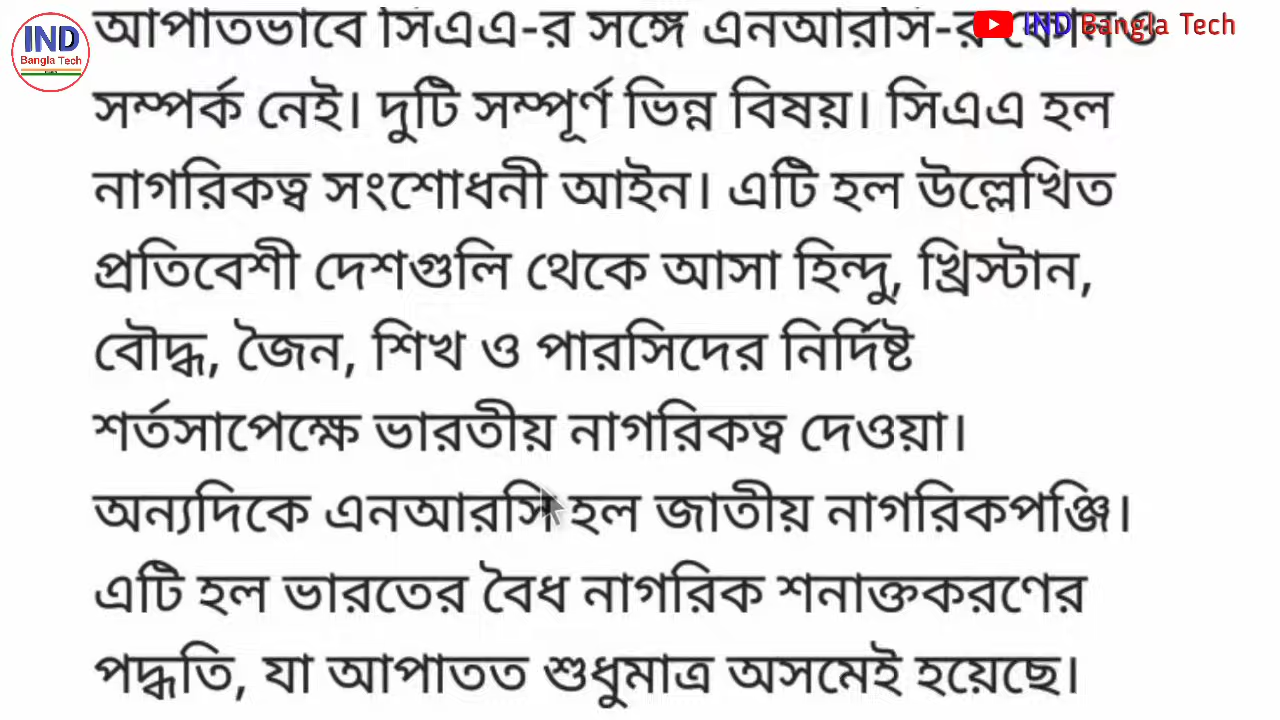 IND
Bangla Tech
IND Bangla Tech
আপাতভাবে সিএএ-র সঙ্গে এনআরসি-র কোনও
সম্পর্ক নেই। দুটি সম্পূর্ণ ভিন্ন বিষয়। সিএএ হল
নাগরিকত্ব সংশোধনী আইন। এটি হল উল্লেখিত
প্রতিবেশী দেশগুলি থেকে আসা হিন্দু, খ্রিস্টান,
বৌদ্ধ, জৈন, শিখ ও পারসিদের নির্দিষ্ট
শর্তসাপেক্ষে ভারতীয় নাগরিকত্ব দেওয়া।
অন্যদিকে এনআরসি হল জাতীয় নাগরিকপঞ্জি।
এটি হল ভারতের বৈধ নাগরিক শনাক্তকরণের
পদ্ধতি, যা আপাতত শুধুমাত্র অসমেই হয়েছে।